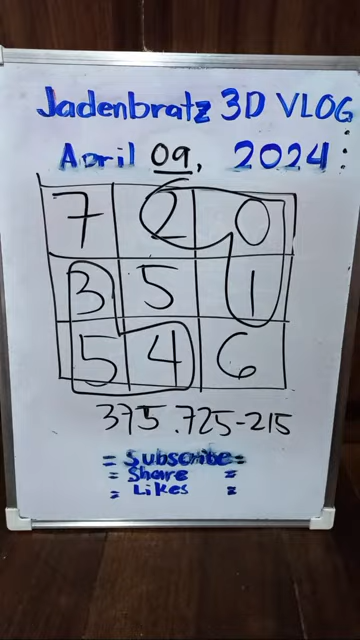 Jadenbratz 3D VLOG :
April 09, 2024 :
7 2 0
3 5 1
5 4 6
375.725-215
= Subscribe =
= Share =
= Likes =